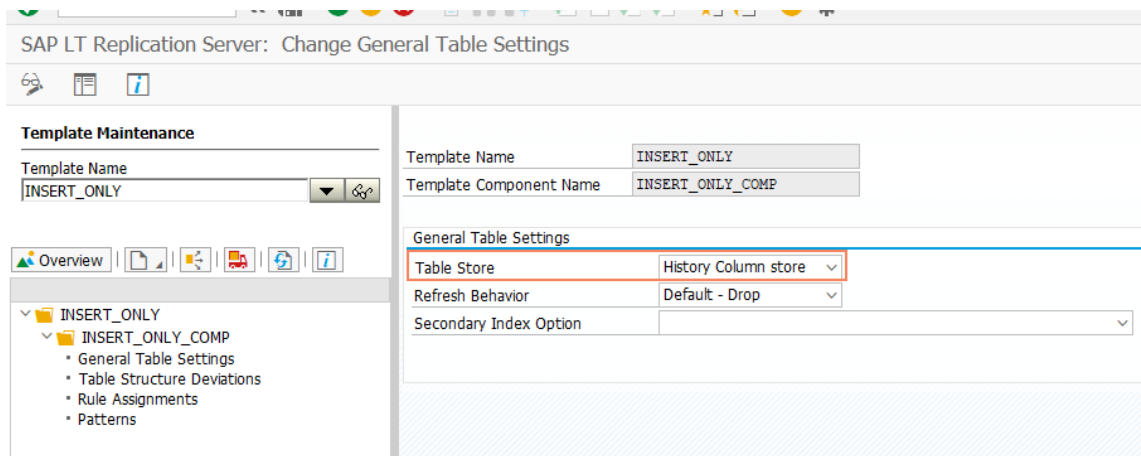 SAP LT Replication Server: Change General Table Settings
i
Template Maintenance
Template Name
INSERT_ONLY
Overview
i
INSERT_ONLY
INSERT_ONLY_COMP
General Table Settings
Table Structure Deviations
Rule Assignments
Patterns
Template Name INSERT_ONLY
Template Component Name INSERT_ONLY_COMP
General Table Settings
Table Store History Column store
Refresh Behavior Default - Drop
Secondary Index Option